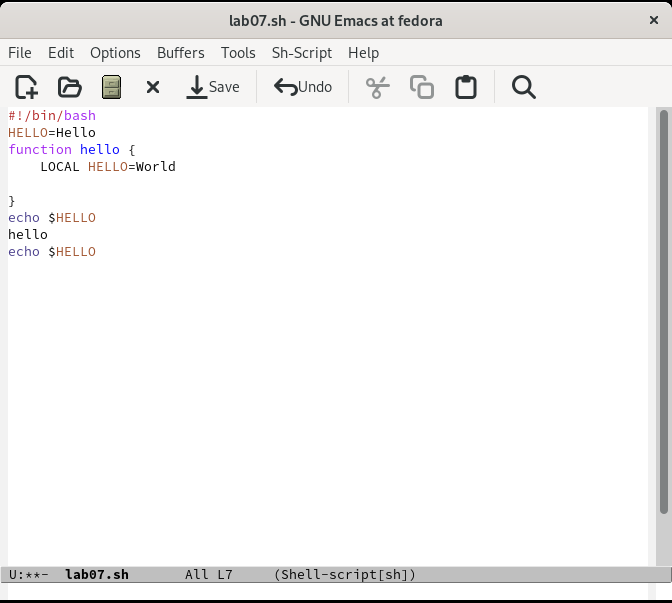 lab07.sh - GNU Emacs at fedora
File Edit Options Buffers Tools Sh-Script Help
Save Undo
#!/bin/bash
HELLO=Hello
function hello {
    LOCAL HELLO=World

}
echo $HELLO
hello
echo $HELLO
U:**- lab07.sh All L7 (Shell-script[sh])